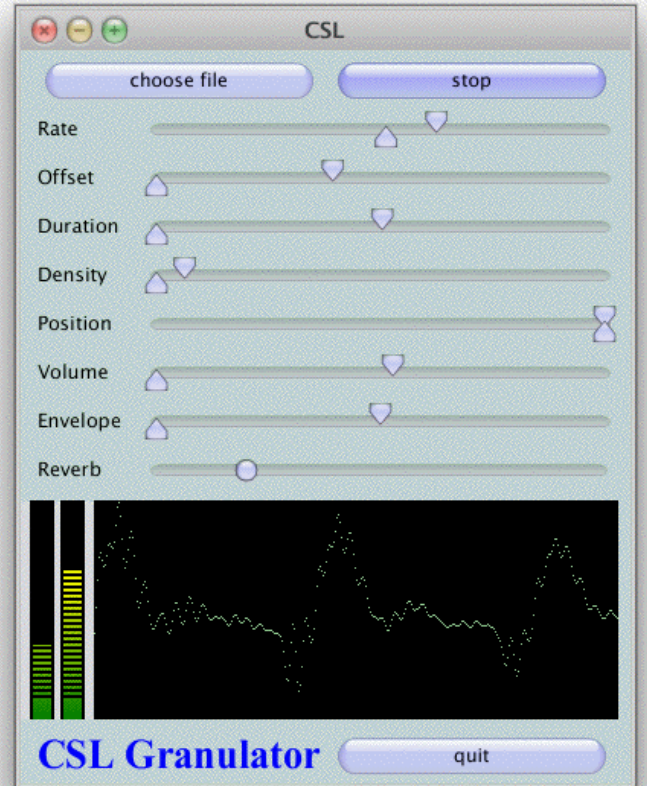 CSL
choose file stop
Rate
Offset
Duration
Density
Position
Volume
Envelope
Reverb
CSL Granulator quit